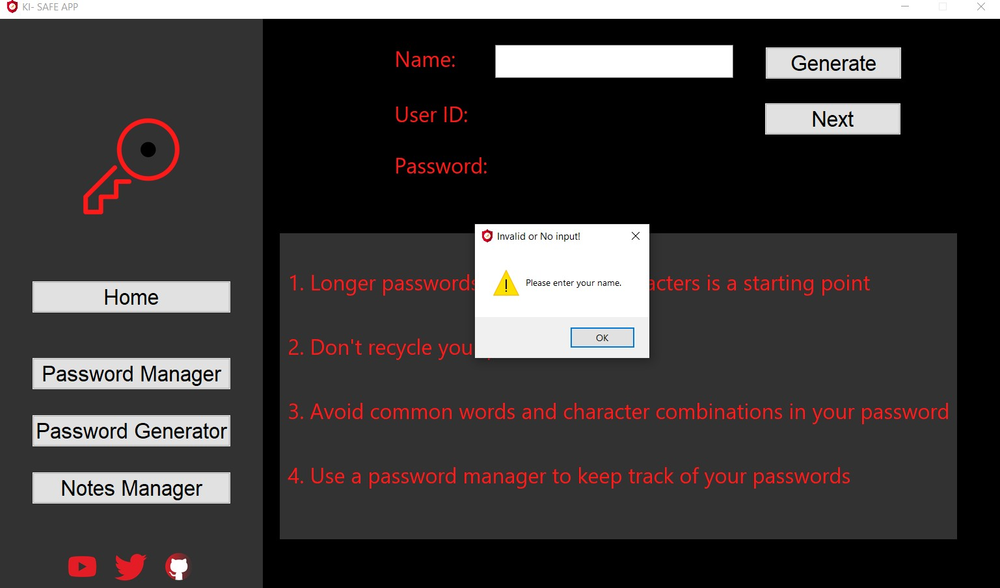 KI- SAFE APP
Name:
Generate
User ID:
Next
Password:
Invalid or No input!
Please enter your name.
OK
1. Longer passwords acters is a starting point
2. Don't recycle you
3. Avoid common words and character combinations in your password
4. Use a password manager to keep track of your passwords
Home
Password Manager
Password Generator
Notes Manager